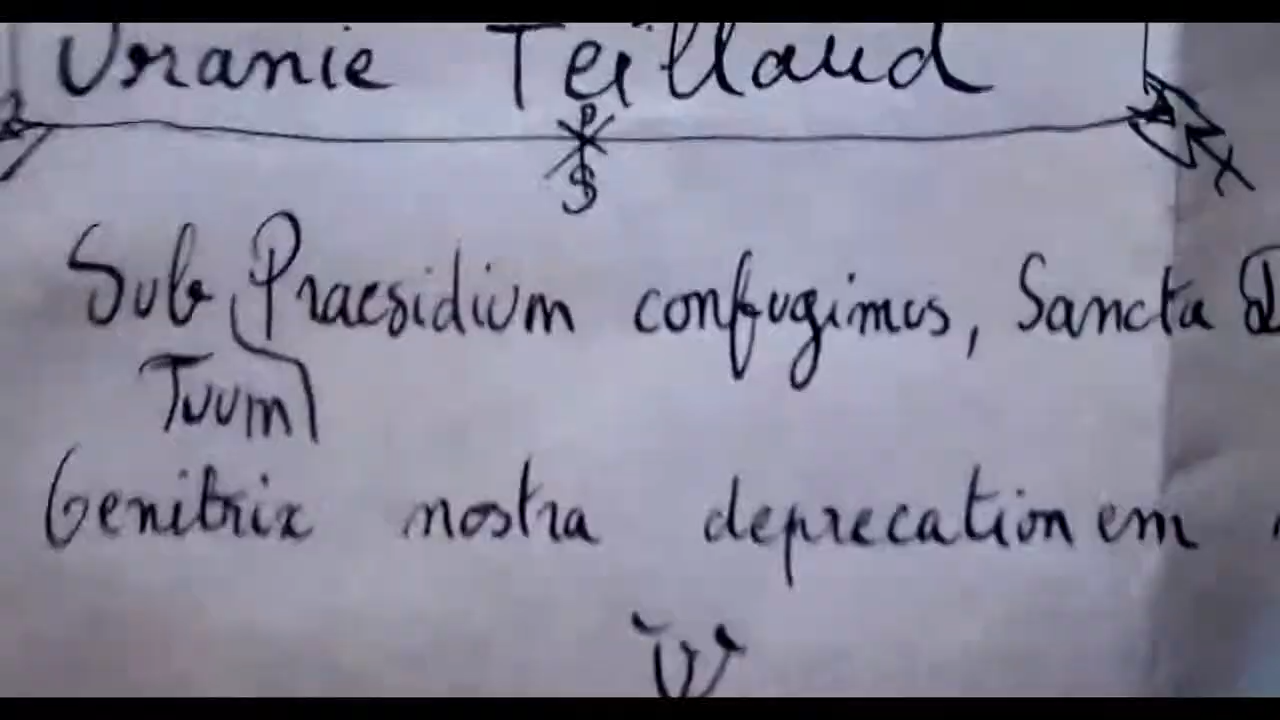 Uranie Teillaud
Sub Praesidium confugimus, Sancta D
Tuum
Genitrix nostra deprecationem